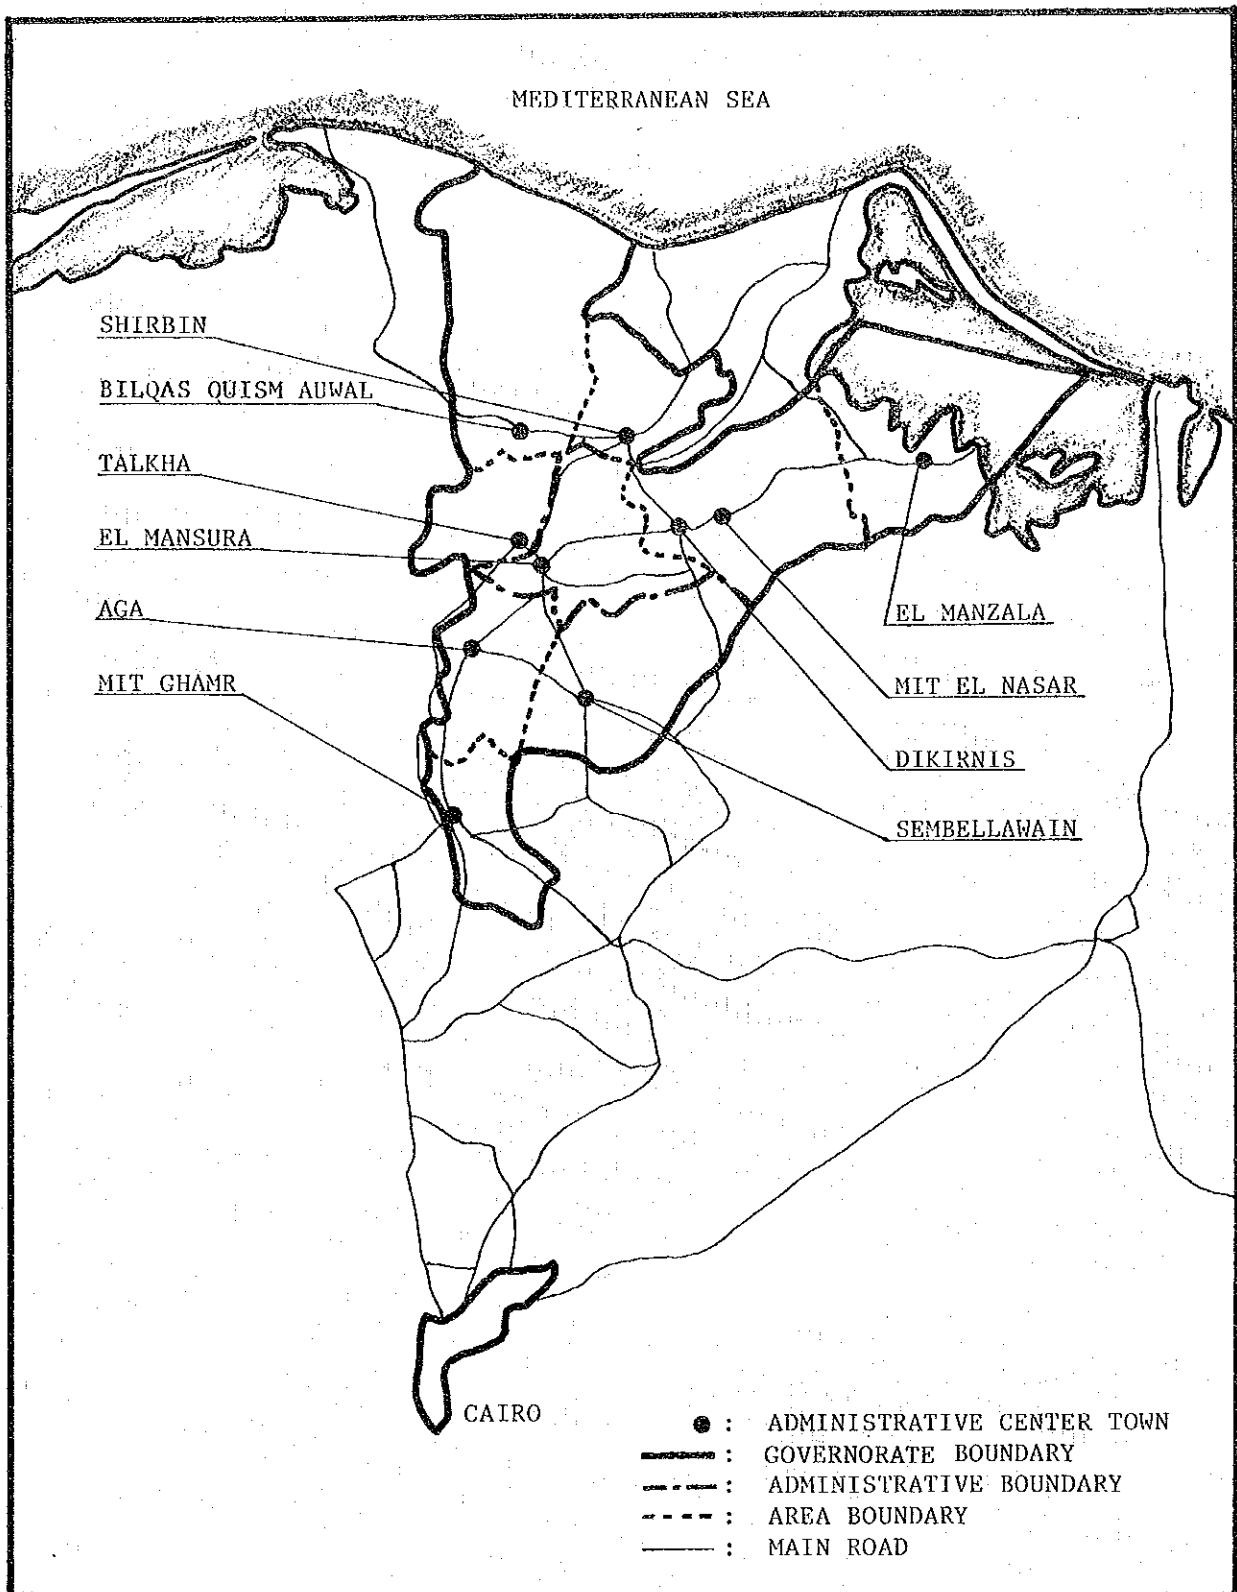 MEDITERRANEAN SEA
SHIRBIN
BILQAS QUISM AUWAL
TALKHA
EL MANSURA
AGA
MIT GHAMR
EL MANZALA
MIT EL NASAR
DIKIRNIS
SEMBELLAWAIN
CAIRO
: ADMINISTRATIVE CENTER TOWN
: GOVERNORATE BOUNDARY
: ADMINISTRATIVE BOUNDARY
: AREA BOUNDARY
: MAIN ROAD